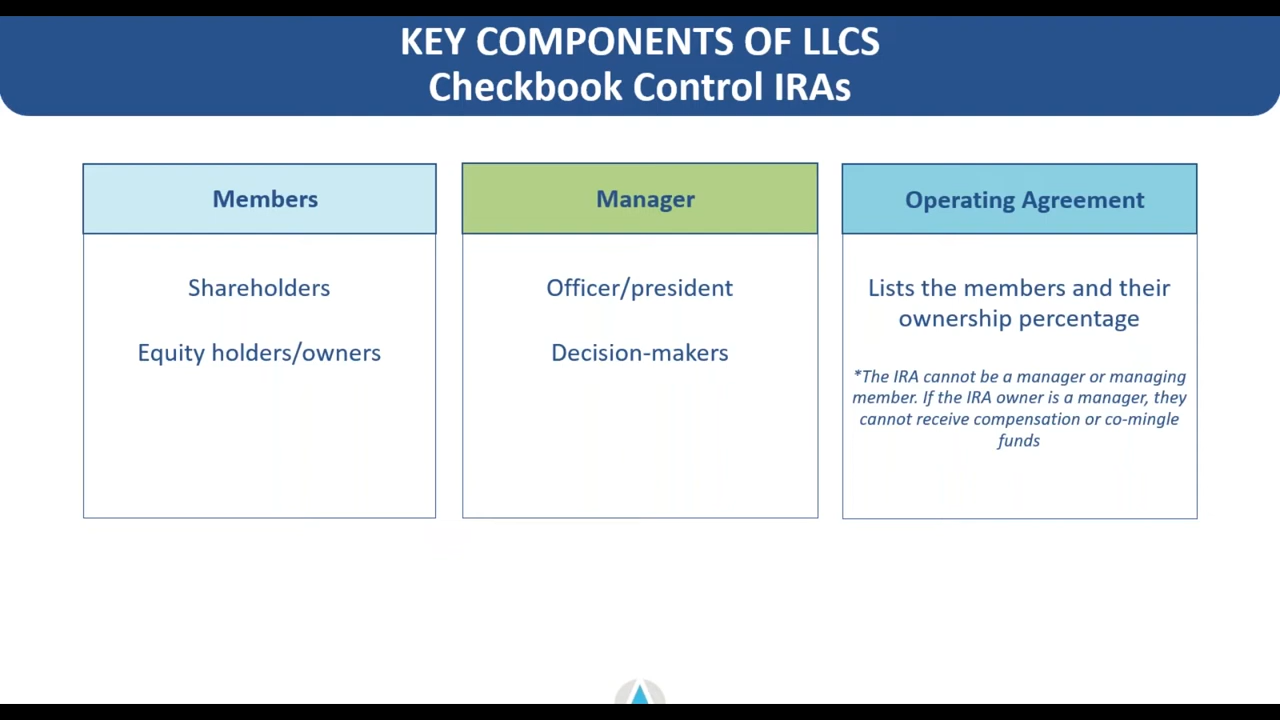 KEY COMPONENTS OF LLCS
Checkbook Control IRAs
Members
Shareholders
Equity holders/owners
Manager
Officer/president
Decision-makers
Operating Agreement
Lists the members and their
ownership percentage
*The IRA cannot be a manager or managing
member. If the IRA owner is a manager, they
cannot receive compensation or co-mingle
funds